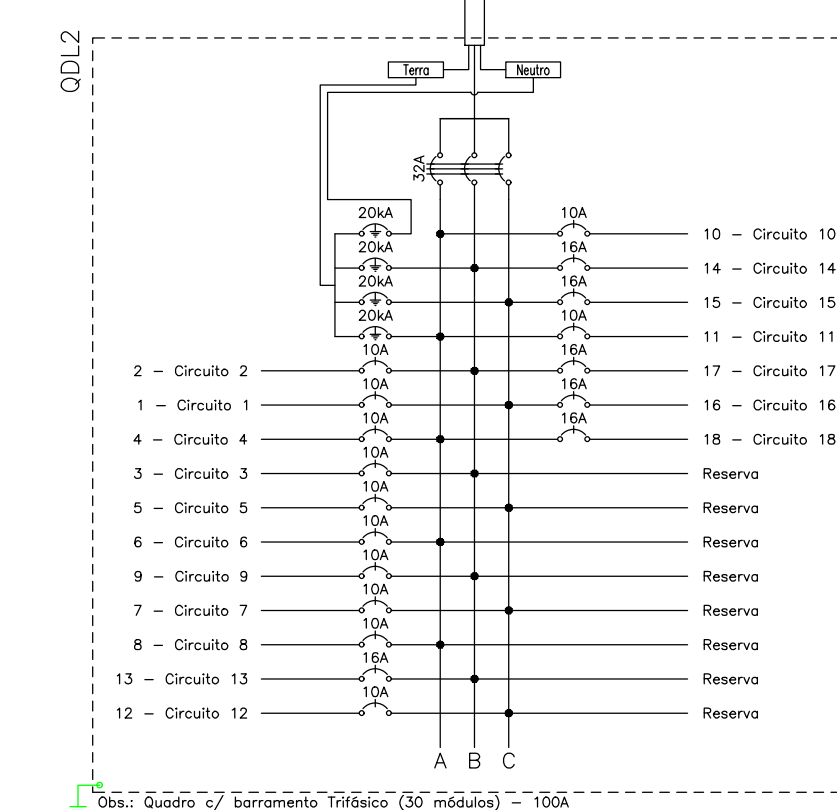 QDL2
Terra Neutro
32A
20kA 10A
10 – Circuito 10
20kA 16A
14 – Circuito 14
20kA 16A
15 – Circuito 15
20kA 10A
11 – Circuito 11
10A 16A
2 – Circuito 2 17 – Circuito 17
10A 16A
1 – Circuito 1 16 – Circuito 16
10A 16A
4 – Circuito 4 18 – Circuito 18
10A
3 – Circuito 3 Reserva
10A
5 – Circuito 5 Reserva
10A
6 – Circuito 6 Reserva
10A
9 – Circuito 9 Reserva
10A
7 – Circuito 7 Reserva
10A
8 – Circuito 8 Reserva
16A
13 – Circuito 13 Reserva
10A
12 – Circuito 12 Reserva
A B C
Obs.: Quadro c/ barramento Trifásico (30 módulos) – 100A